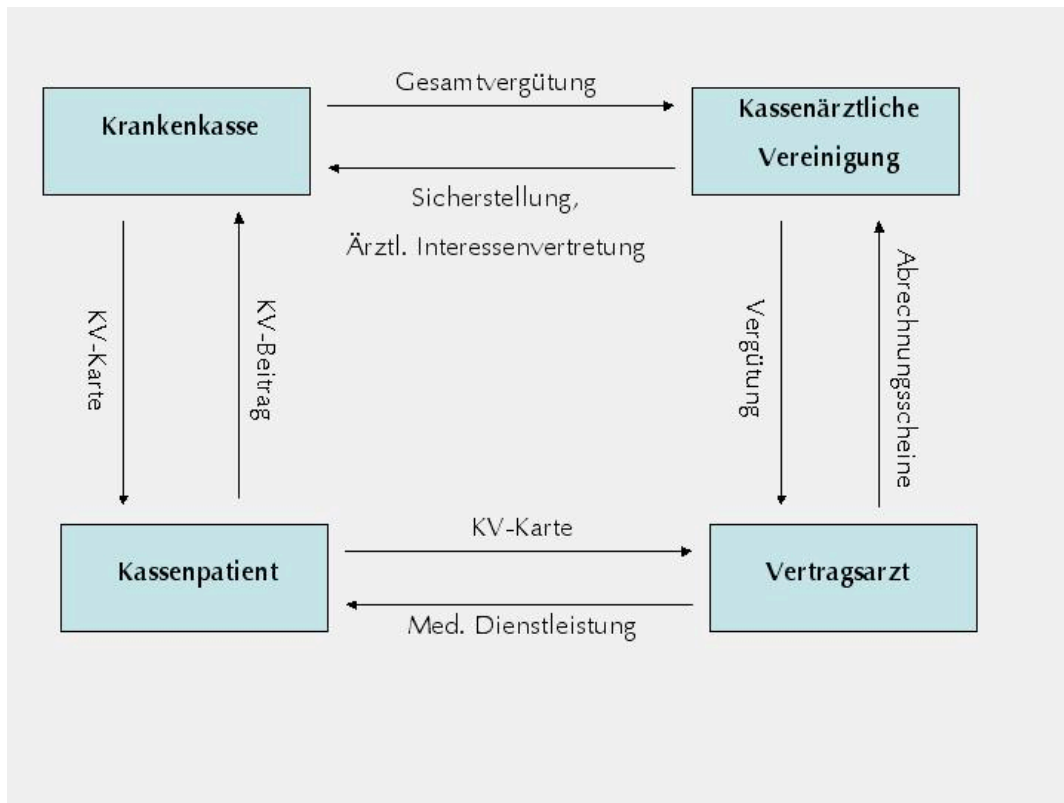 Gesamtvergütung
Krankenkasse
Kassenärztliche
Vereinigung
Sicherstellung,
Ärztl. Interessenvertretung
KV-Karte
KV-Beitrag
Vergütung
Abrechnungsscheine
KV-Karte
Kassenpatient
Vertragsarzt
Med. Dienstleistung